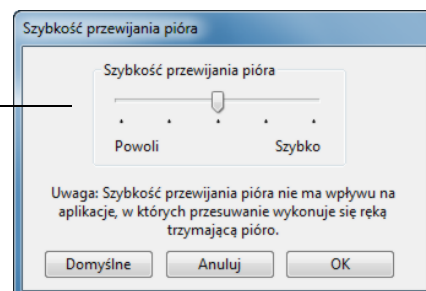 Szybkość przewijania pióra
Szybkość przewijania pióra
Powoli Szybko
Uwaga: Szybkość przewijania pióra nie ma wpływu na
aplikacje, w których przesuwanie wykonuje się ręką
trzymającą pióro.
Domyślne Anuluj OK